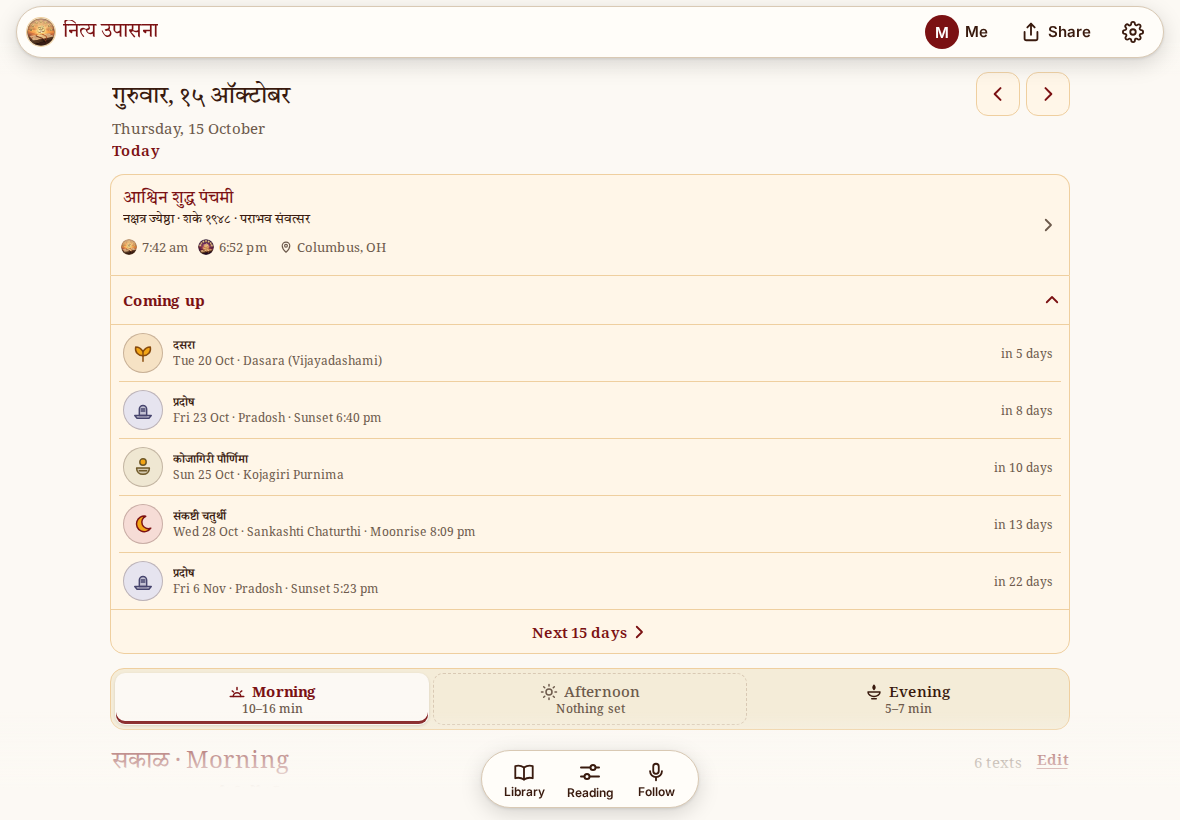 नित्य उपासना
M Me Share
गुरुवार, १५ ऑक्टोबर
Thursday, 15 October
Today
आश्विन शुद्ध पंचमी
नक्षत्र ज्येष्ठा · शके १९४८ · पराभव संवत्सर
7:42 am 6:52 pm Columbus, OH
Coming up
दसरा
Tue 20 Oct · Dasara (Vijayadashami)
in 5 days
प्रदोष
Fri 23 Oct · Pradosh · Sunset 6:40 pm
in 8 days
कोजागिरी पौर्णिमा
Sun 25 Oct · Kojagiri Purnima
in 10 days
संकष्टी चतुर्थी
Wed 28 Oct · Sankashti Chaturthi · Moonrise 8:09 pm
in 13 days
प्रदोष
Fri 6 Nov · Pradosh · Sunset 5:23 pm
in 22 days
Next 15 days
Morning
10–16 min
Afternoon
Nothing set
Evening
5–7 min
सकाळ · Morning
6 texts Edit
Library Reading Follow